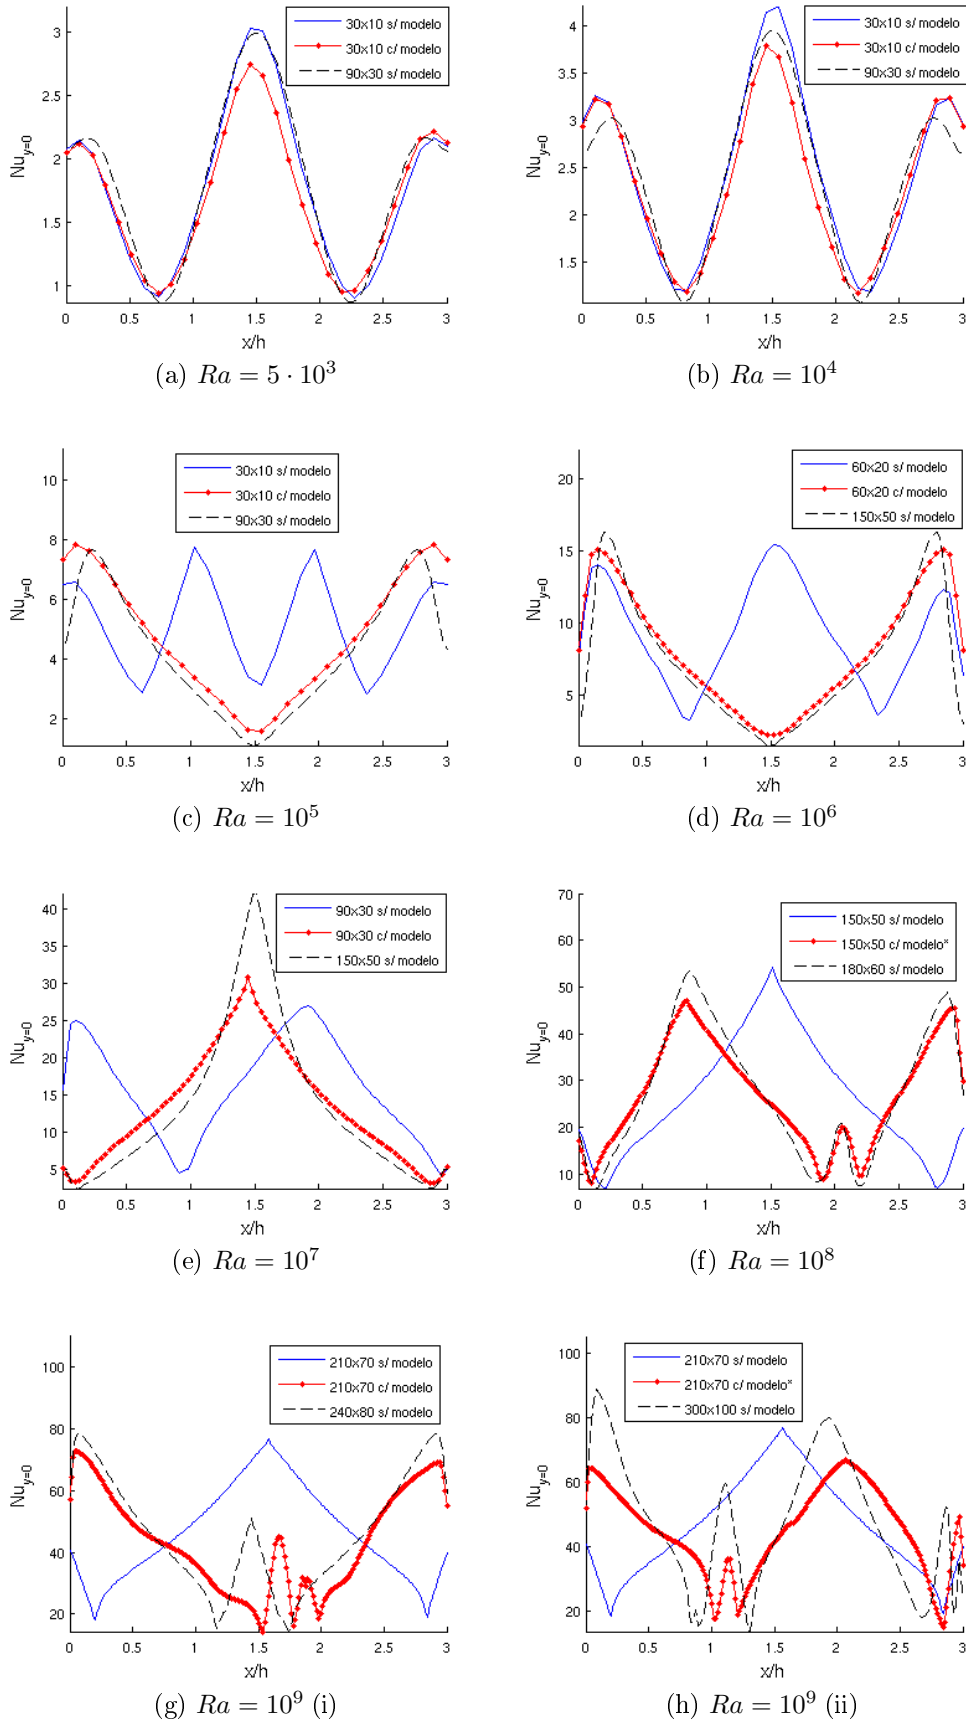 30x10 s/ modelo
30x10 c/ modelo
90x30 s/ modelo
3
2.5
2
1.5
1
Nu_{y=0}
0 0.5 1 1.5 2 2.5 3
x/h
(a) Ra = 5 · 10^3
30x10 s/ modelo
30x10 c/ modelo
90x30 s/ modelo
4
3.5
3
2.5
2
1.5
Nu_{y=0}
0 0.5 1 1.5 2 2.5 3
x/h
(b) Ra = 10^4
30x10 s/ modelo
30x10 c/ modelo
90x30 s/ modelo
10
8
6
4
2
Nu_{y=0}
0 0.5 1 1.5 2 2.5 3
x/h
(c) Ra = 10^5
60x20 s/ modelo
60x20 c/ modelo
150x50 s/ modelo
20
15
10
5
Nu_{y=0}
0 0.5 1 1.5 2 2.5 3
x/h
(d) Ra = 10^6
90x30 s/ modelo
90x30 c/ modelo
150x50 s/ modelo
40
35
30
25
20
15
10
5
Nu_{y=0}
0 0.5 1 1.5 2 2.5 3
x/h
(e) Ra = 10^7
150x50 s/ modelo
150x50 c/ modelo*
180x60 s/ modelo
70
60
50
40
30
20
10
Nu_{y=0}
0 0.5 1 1.5 2 2.5 3
x/h
(f) Ra = 10^8
210x70 s/ modelo
210x70 c/ modelo
240x80 s/ modelo
100
80
60
40
20
Nu_{y=0}
0 0.5 1 1.5 2 2.5 3
x/h
(g) Ra = 10^9 (i)
210x70 s/ modelo
210x70 c/ modelo*
300x100 s/ modelo
100
80
60
40
20
Nu_{y=0}
0 0.5 1 1.5 2 2.5 3
x/h
(h) Ra = 10^9 (ii)